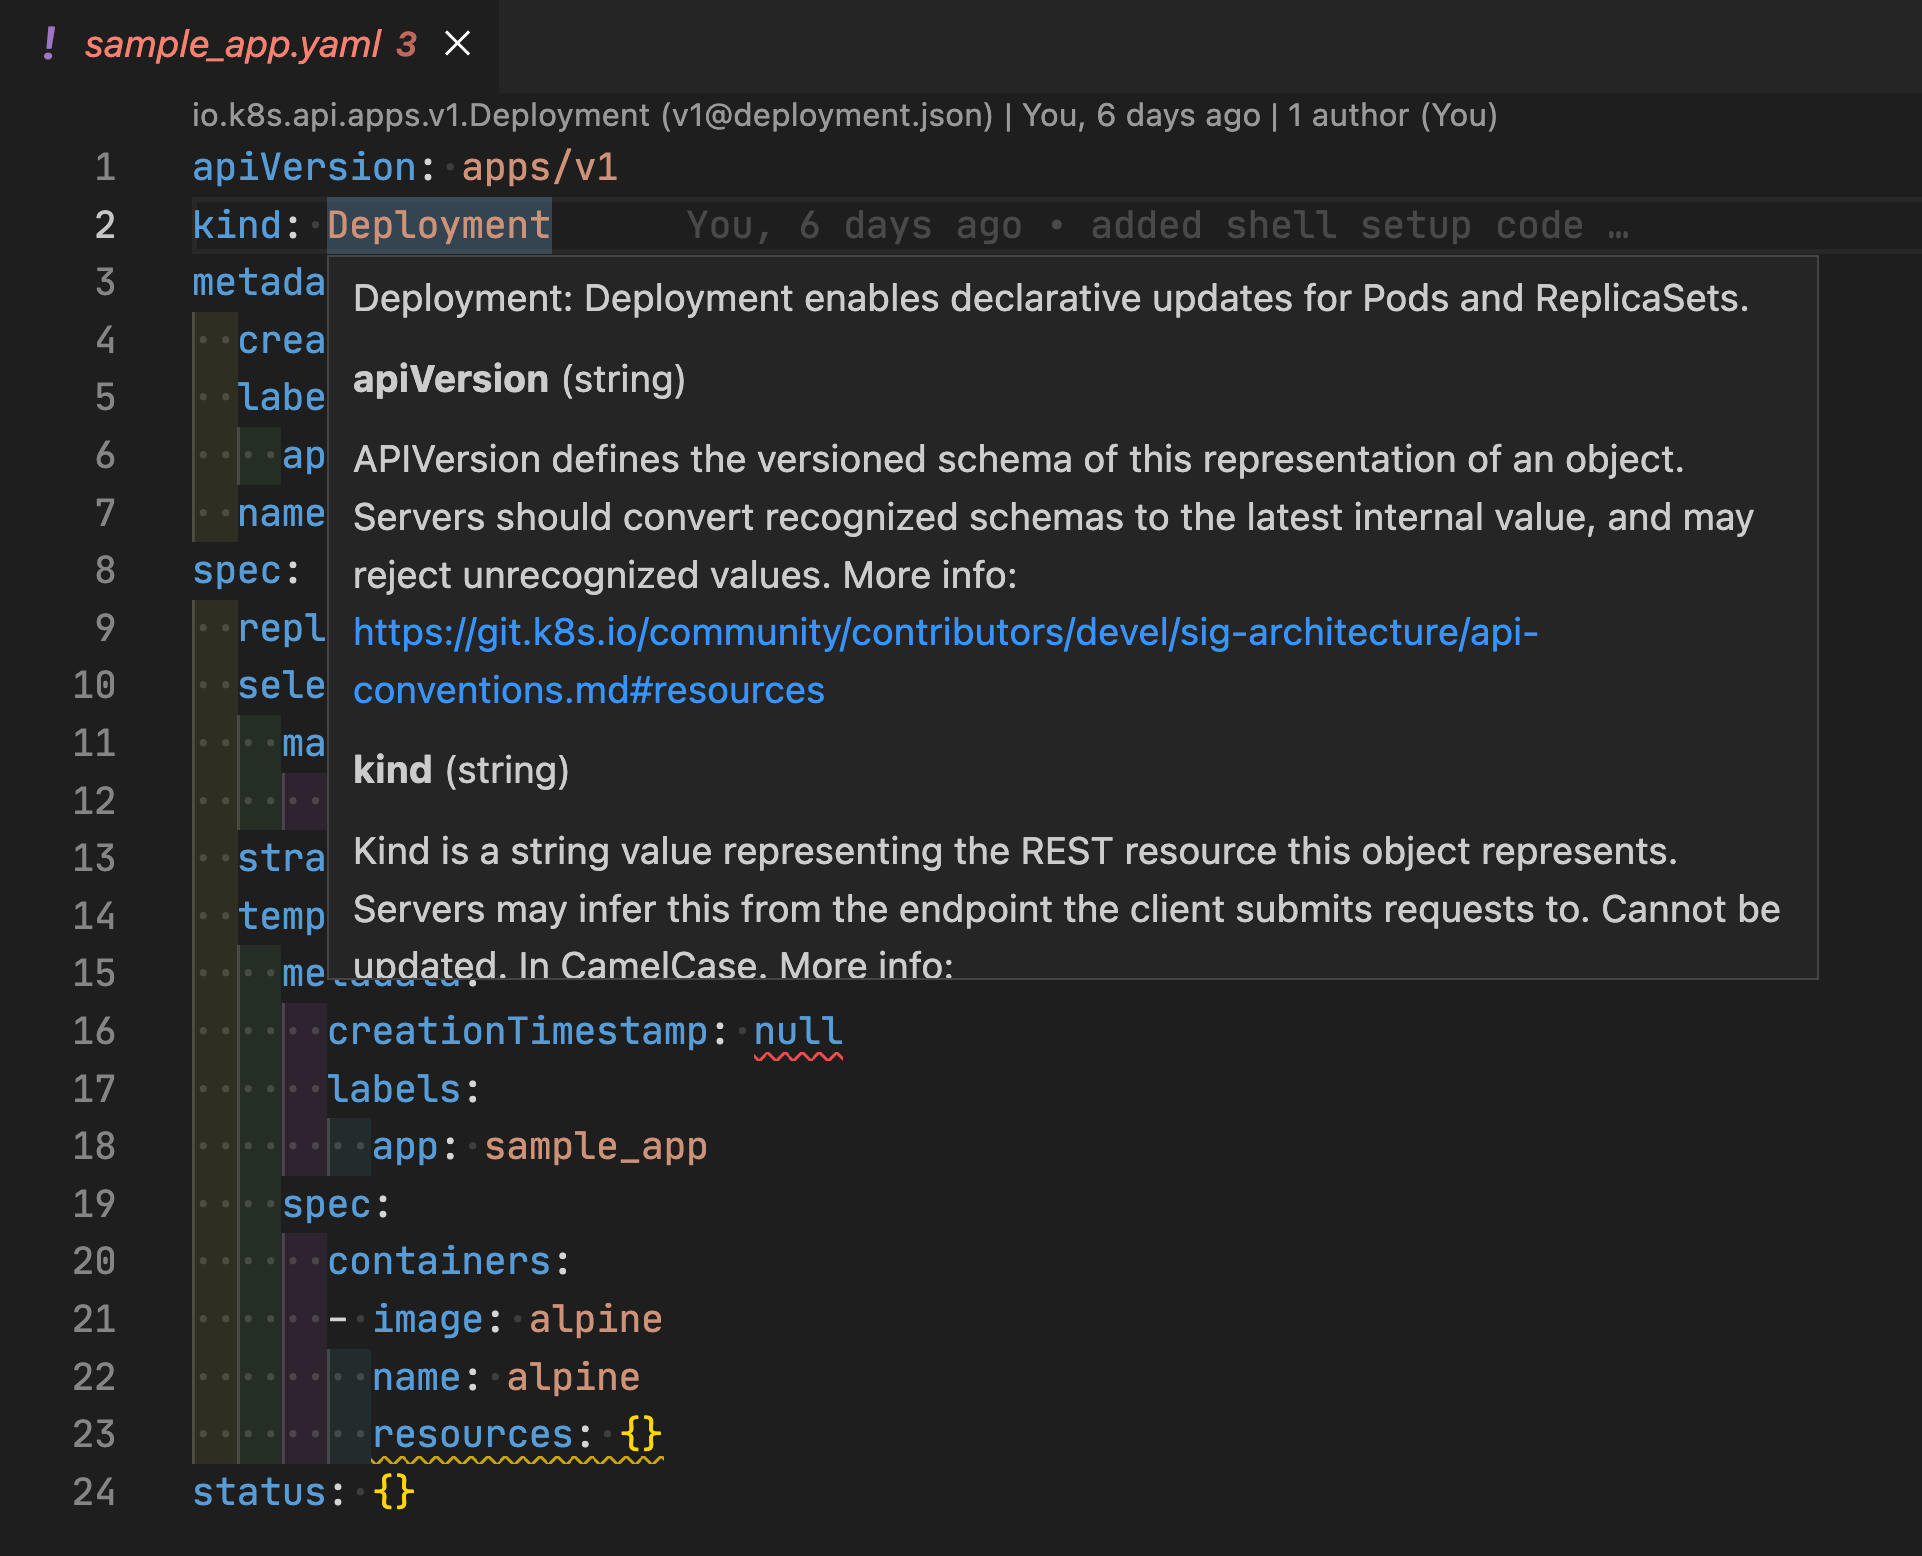 ! sample_app.yaml 3 ×
io.k8s.api.apps.v1.Deployment (v1@deployment.json) | You, 6 days ago | 1 author (You)
1 apiVersion: apps/v1
2 kind: Deployment You, 6 days ago • added shell setup code …
3 metada
Deployment: Deployment enables declarative updates for Pods and ReplicaSets.
4 crea
apiVersion (string)
5 labe
6 ap
APIVersion defines the versioned schema of this representation of an object.
7 name
Servers should convert recognized schemas to the latest internal value, and may
8 spec:
reject unrecognized values. More info:
9 repl
https://git.k8s.io/community/contributors/devel/sig-architecture/api-
10 sele
conventions.md#resources
11 ma
kind (string)
12
13 stra
Kind is a string value representing the REST resource this object represents.
14 temp
Servers may infer this from the endpoint the client submits requests to. Cannot be
updated. In CamelCase. More info:
15 metadata:
16 creationTimestamp: null
17 labels:
18 app: sample_app
19 spec:
20 containers:
21 - image: alpine
22 name: alpine
23 resources: {}
24 status: {}